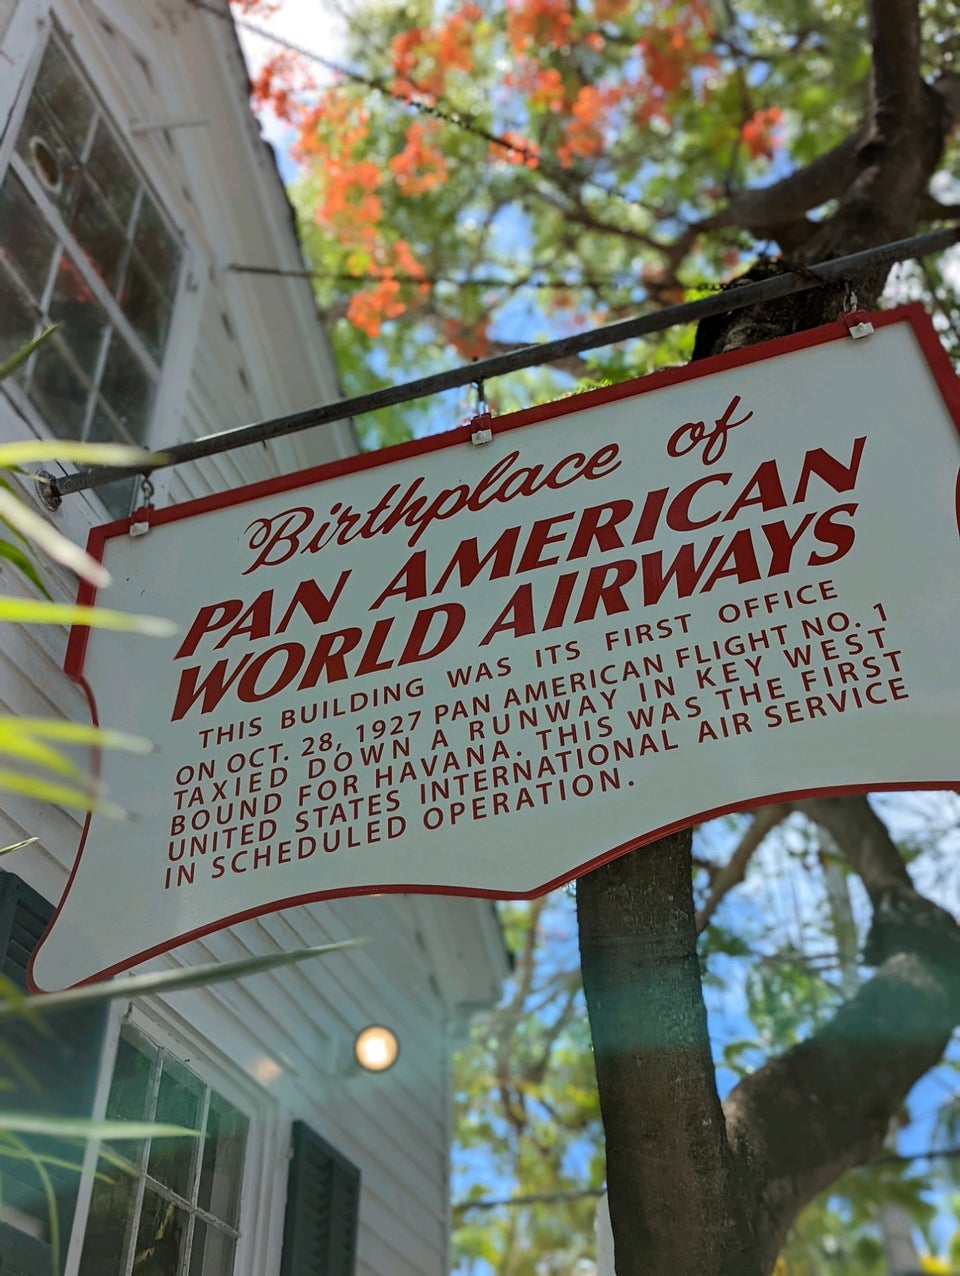 Birthplace of
PAN AMERICAN
WORLD AIRWAYS
THIS BUILDING WAS ITS FIRST OFFICE
ON OCT. 28, 1927 PAN AMERICAN FLIGHT NO. 1
TAXIED DOWN A RUNWAY IN KEY WEST
BOUND FOR HAVANA. THIS WAS THE FIRST
UNITED STATES INTERNATIONAL AIR SERVICE
IN SCHEDULED OPERATION.